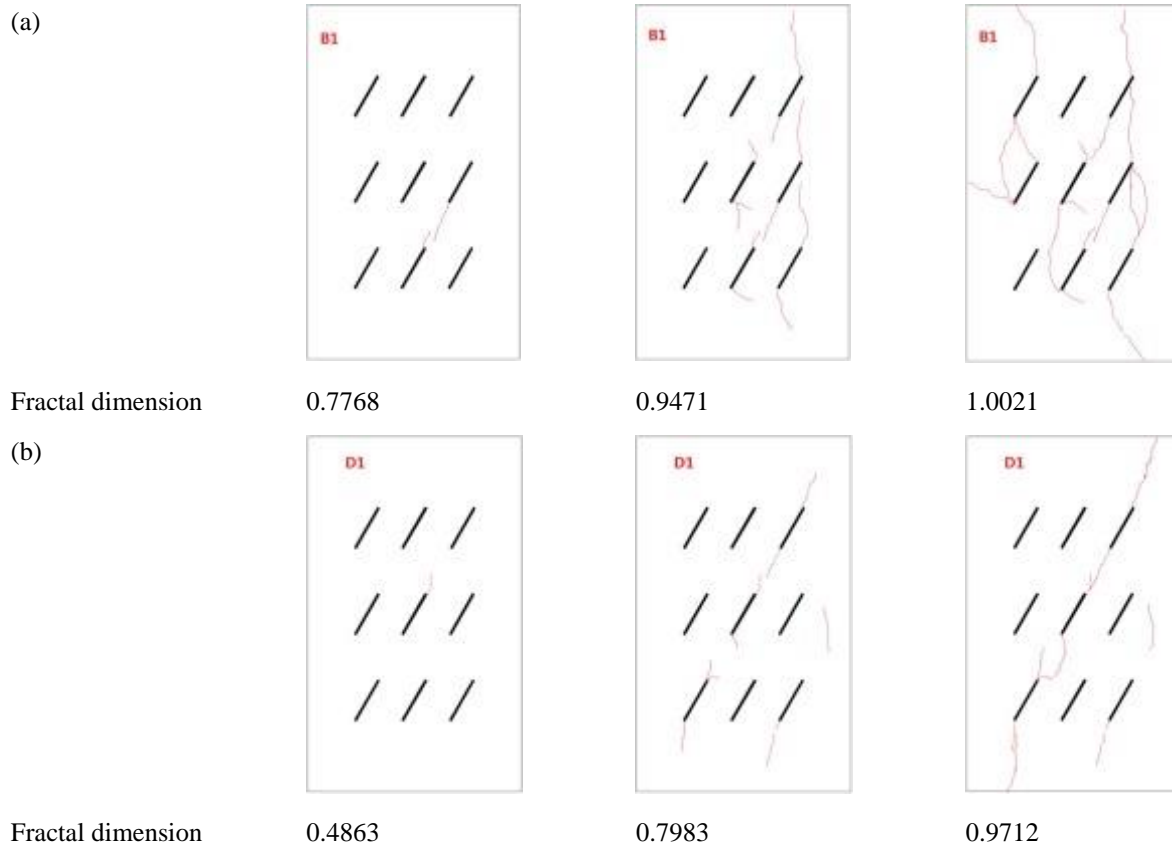 (a)
B1 B1 B1
Fractal dimension 0.7768 0.9471 1.0021
(b)
D1 D1 D1
Fractal dimension 0.4863 0.7983 0.9712